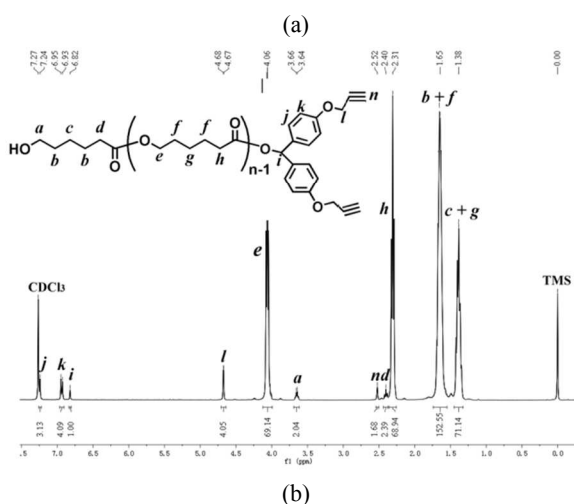 (a)
7.27
7.24
6.95
6.93
6.82
4.68
4.67
4.06
3.66
3.64
2.52
2.40
2.31
1.65
1.38
0.00
a c d f f h
HO b b O e g n-1
O O
j k O l n
i
O
CDCl3
j k i l e a n d h b + f c + g TMS
3.13
4.09
1.00
4.05
69.14
2.04
1.68
2.39
68.94
152.55
71.14
.5 7.0 6.5 6.0 5.5 5.0 4.5 4.0 3.5 3.0 2.5 2.0 1.5 1.0 0.5 0.0
f1 (ppm)
(b)